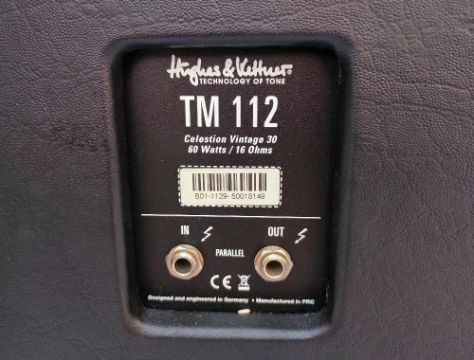 Hughes & Kettner®
TECHNOLOGY OF TONE
TM 112
Celestion Vintage 30
60 Watts / 16 Ohms
B01-1129-50018149
IN OUT
PARALLEL
CE
Designed and engineered in Germany • Manufactured in PRC